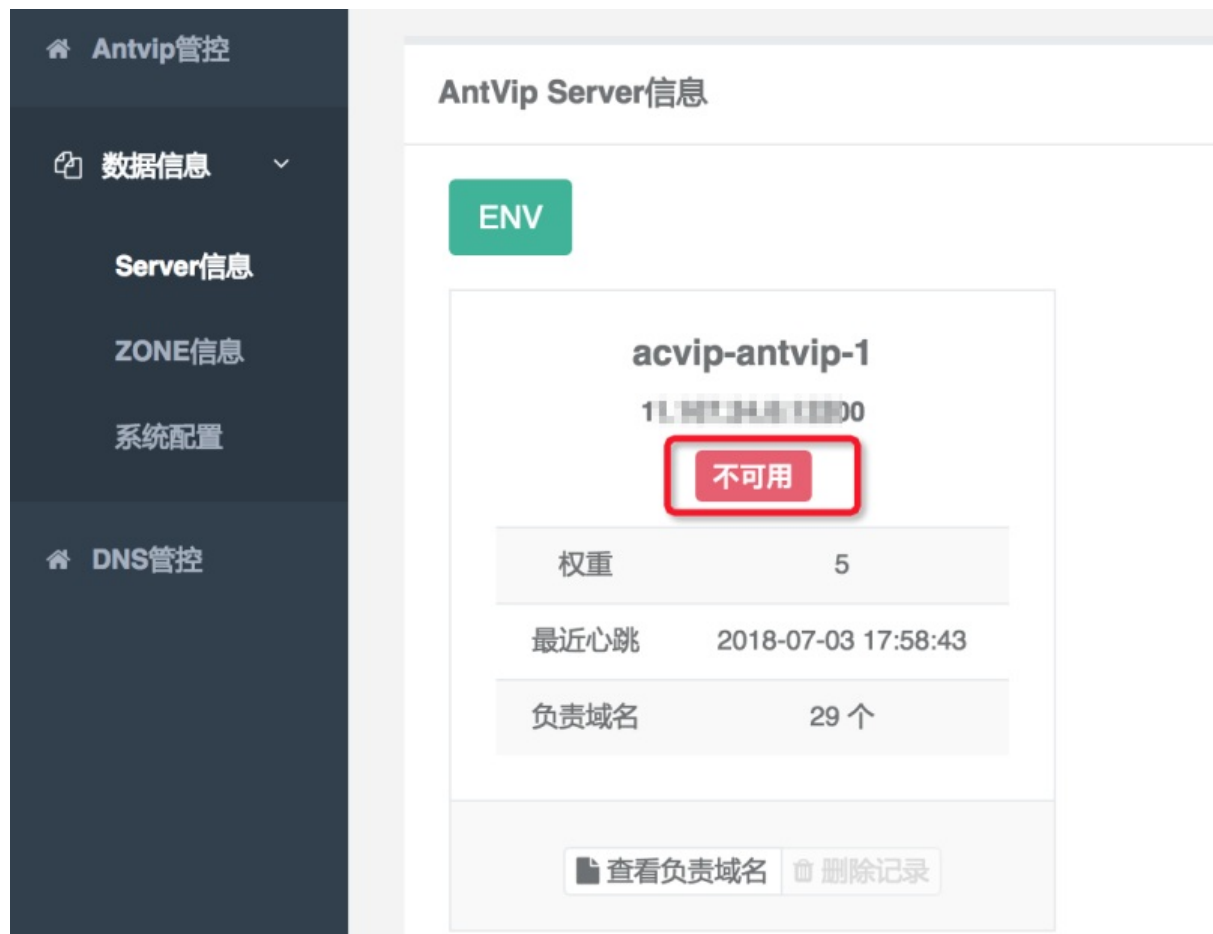 Antvip管控
数据信息
Server信息
ZONE信息
系统配置
DNS管控
AntVip Server信息
ENV
acvip-antvip-1
不可用
权重 5
最近心跳 2018-07-03 17:58:43
负责域名 29 个
查看负责域名 删除记录